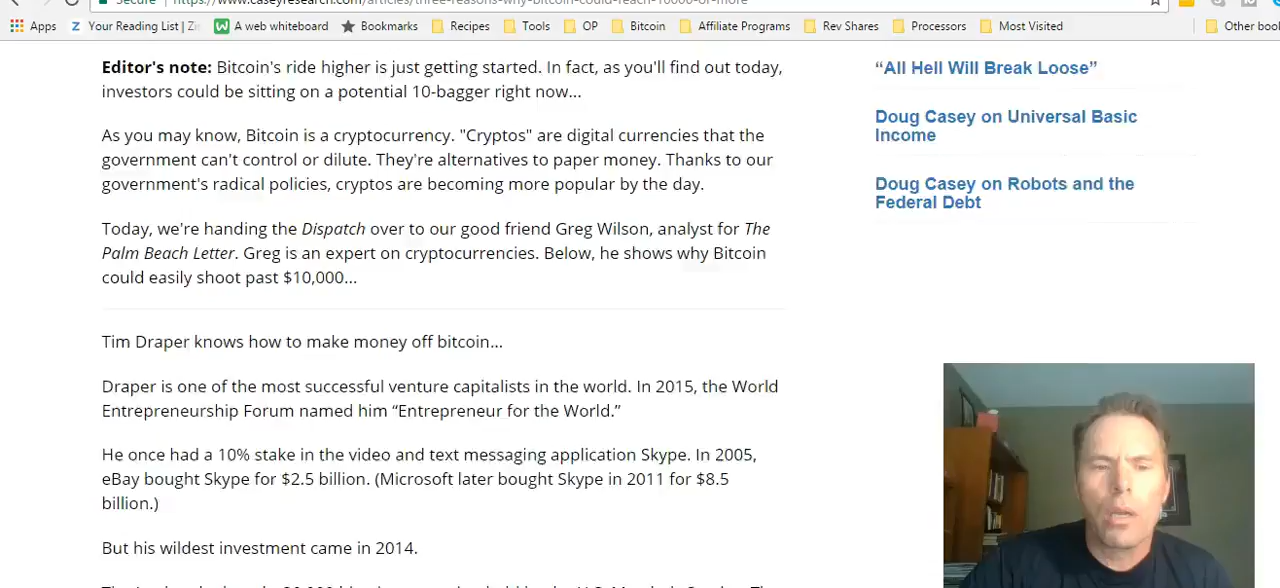 Secure https://www.caseyresearch.com/articles/three-reasons-why-bitcoin-could-reach-10000-or-more
Apps Your Reading List | Zi A web whiteboard Bookmarks Recipes Tools OP Bitcoin Affiliate Programs Rev Shares Processors Most Visited Other boo
Editor's note: Bitcoin's ride higher is just getting started. In fact, as you'll find out today,
investors could be sitting on a potential 10-bagger right now...
As you may know, Bitcoin is a cryptocurrency. "Cryptos" are digital currencies that the
government can't control or dilute. They're alternatives to paper money. Thanks to our
government's radical policies, cryptos are becoming more popular by the day.
Today, we're handing the Dispatch over to our good friend Greg Wilson, analyst for The
Palm Beach Letter. Greg is an expert on cryptocurrencies. Below, he shows why Bitcoin
could easily shoot past $10,000...
Tim Draper knows how to make money off bitcoin...
Draper is one of the most successful venture capitalists in the world. In 2015, the World
Entrepreneurship Forum named him “Entrepreneur for the World.”
He once had a 10% stake in the video and text messaging application Skype. In 2005,
eBay bought Skype for $2.5 billion. (Microsoft later bought Skype in 2011 for $8.5
billion.)
But his wildest investment came in 2014.
“All Hell Will Break Loose”
Doug Casey on Universal Basic
Income
Doug Casey on Robots and the
Federal Debt